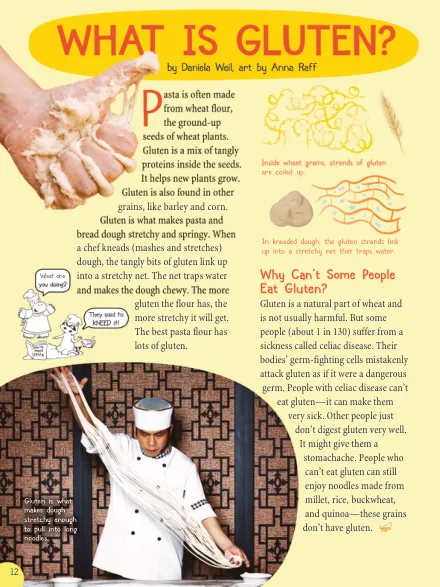 WHAT IS GLUTEN?
by Daniela Weil, art by Anna Raff
Pasta is often made
from wheat flour,
the ground-up
seeds of wheat plants.
Gluten is a mix of tangly
proteins inside the seeds.
It helps new plants grow.
Gluten is also found in other
grains, like barley and corn.
Gluten is what makes pasta and
bread dough stretchy and springy. When
a chef kneads (mashes and stretches)
dough, the tangly bits of gluten link up
into a stretchy net. The net traps water
and makes the dough chewy. The more
gluten the flour has, the
more stretchy it will get.
The best pasta flour has
lots of gluten.
What are
you doing?
They said to
KNEED it!
Inside wheat grains, strands of gluten
are coiled up.
In kneaded dough, the gluten strands link
up into a stretchy net that traps water.
Why Can't Some People
Eat Gluten?
Gluten is a natural part of wheat and
is not usually harmful. But some
people (about 1 in 130) suffer from a
sickness called celiac disease. Their
bodies' germ-fighting cells mistakenly
attack gluten as if it were a dangerous
germ. People with celiac disease can't
eat gluten—it can make them
very sick. Other people just
don't digest gluten very well.
It might give them a
stomachache. People who
can't eat gluten can still
enjoy noodles made from
millet, rice, buckwheat,
and quinoa—these grains
don't have gluten.
Gluten is what
makes dough
stretchy enough
to pull into long
noodles.
12